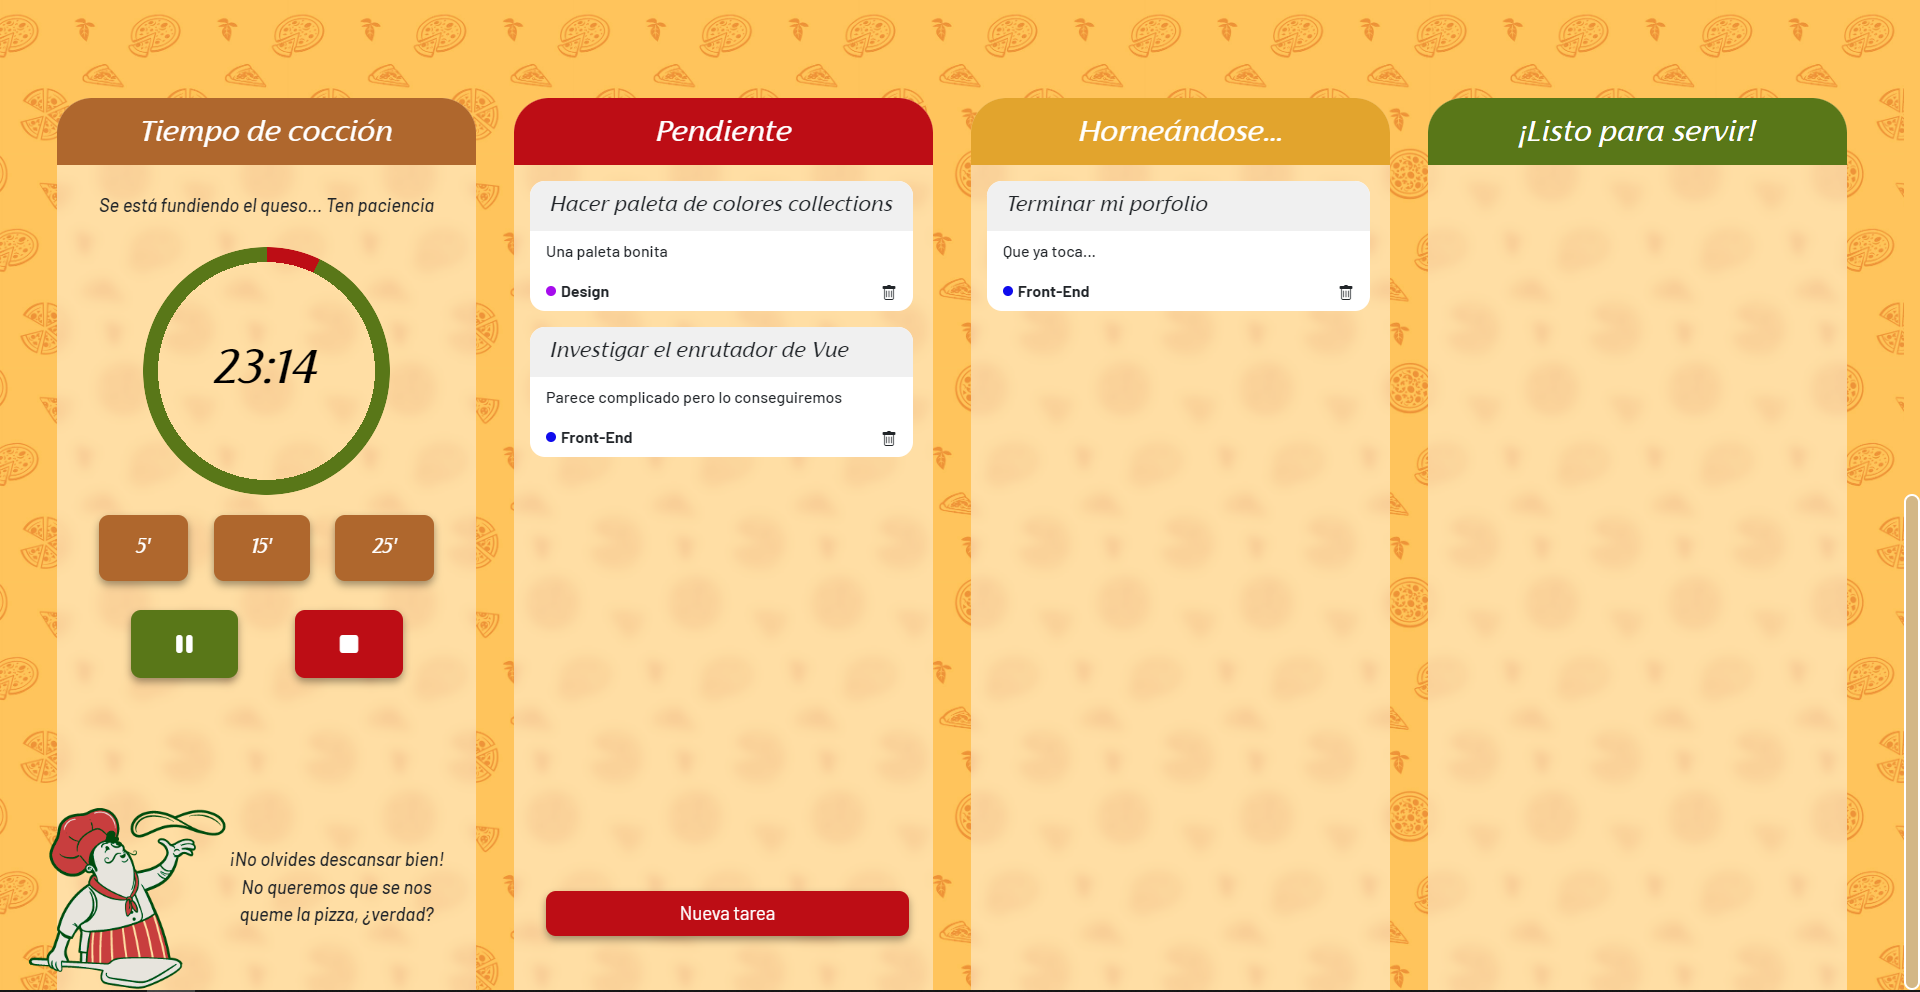 Tiempo de cocción
Se está fundiendo el queso... Ten paciencia
23:14
5'
15'
25'
¡No olvides descansar bien!
No queremos que se nos
queme la pizza, ¿verdad?
Pendiente
Hacer paleta de colores collections
Una paleta bonita
Design
Investigar el enrutador de Vue
Parece complicado pero lo conseguiremos
Front-End
Nueva tarea
Horneándose...
Terminar mi porfolio
Que ya toca...
Front-End
¡Listo para servir!